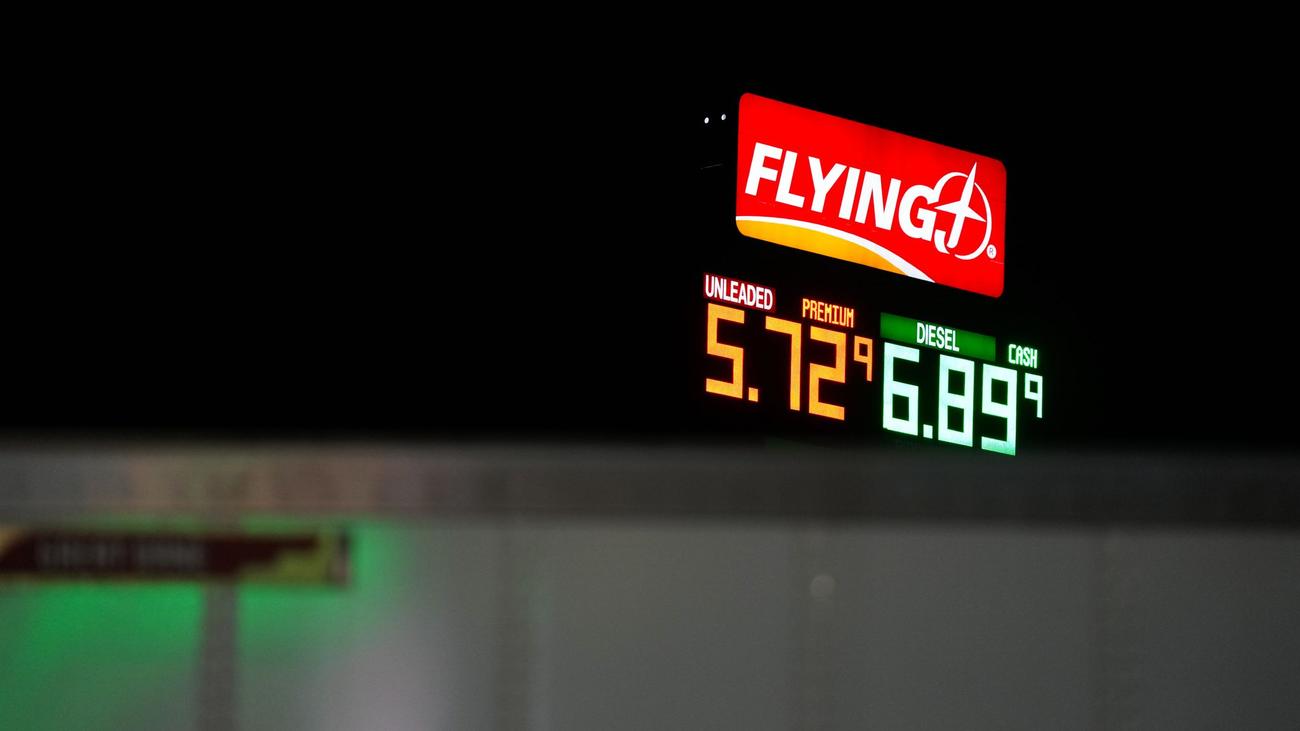 FLYING J ®
UNLEADED PREMIUM
5.72 9
DIESEL CASH
6.89 9